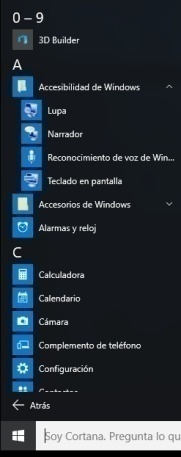 0 – 9
3D Builder
A
Accesibilidad de Windows
Lupa
Narrador
Reconocimiento de voz de Win...
Teclado en pantalla
Accesorios de Windows
Alarmas y reloj
C
Calculadora
Calendario
Cámara
Complemento de teléfono
Configuración
Contactos
Atrás
Soy Cortana. Pregunta lo qu